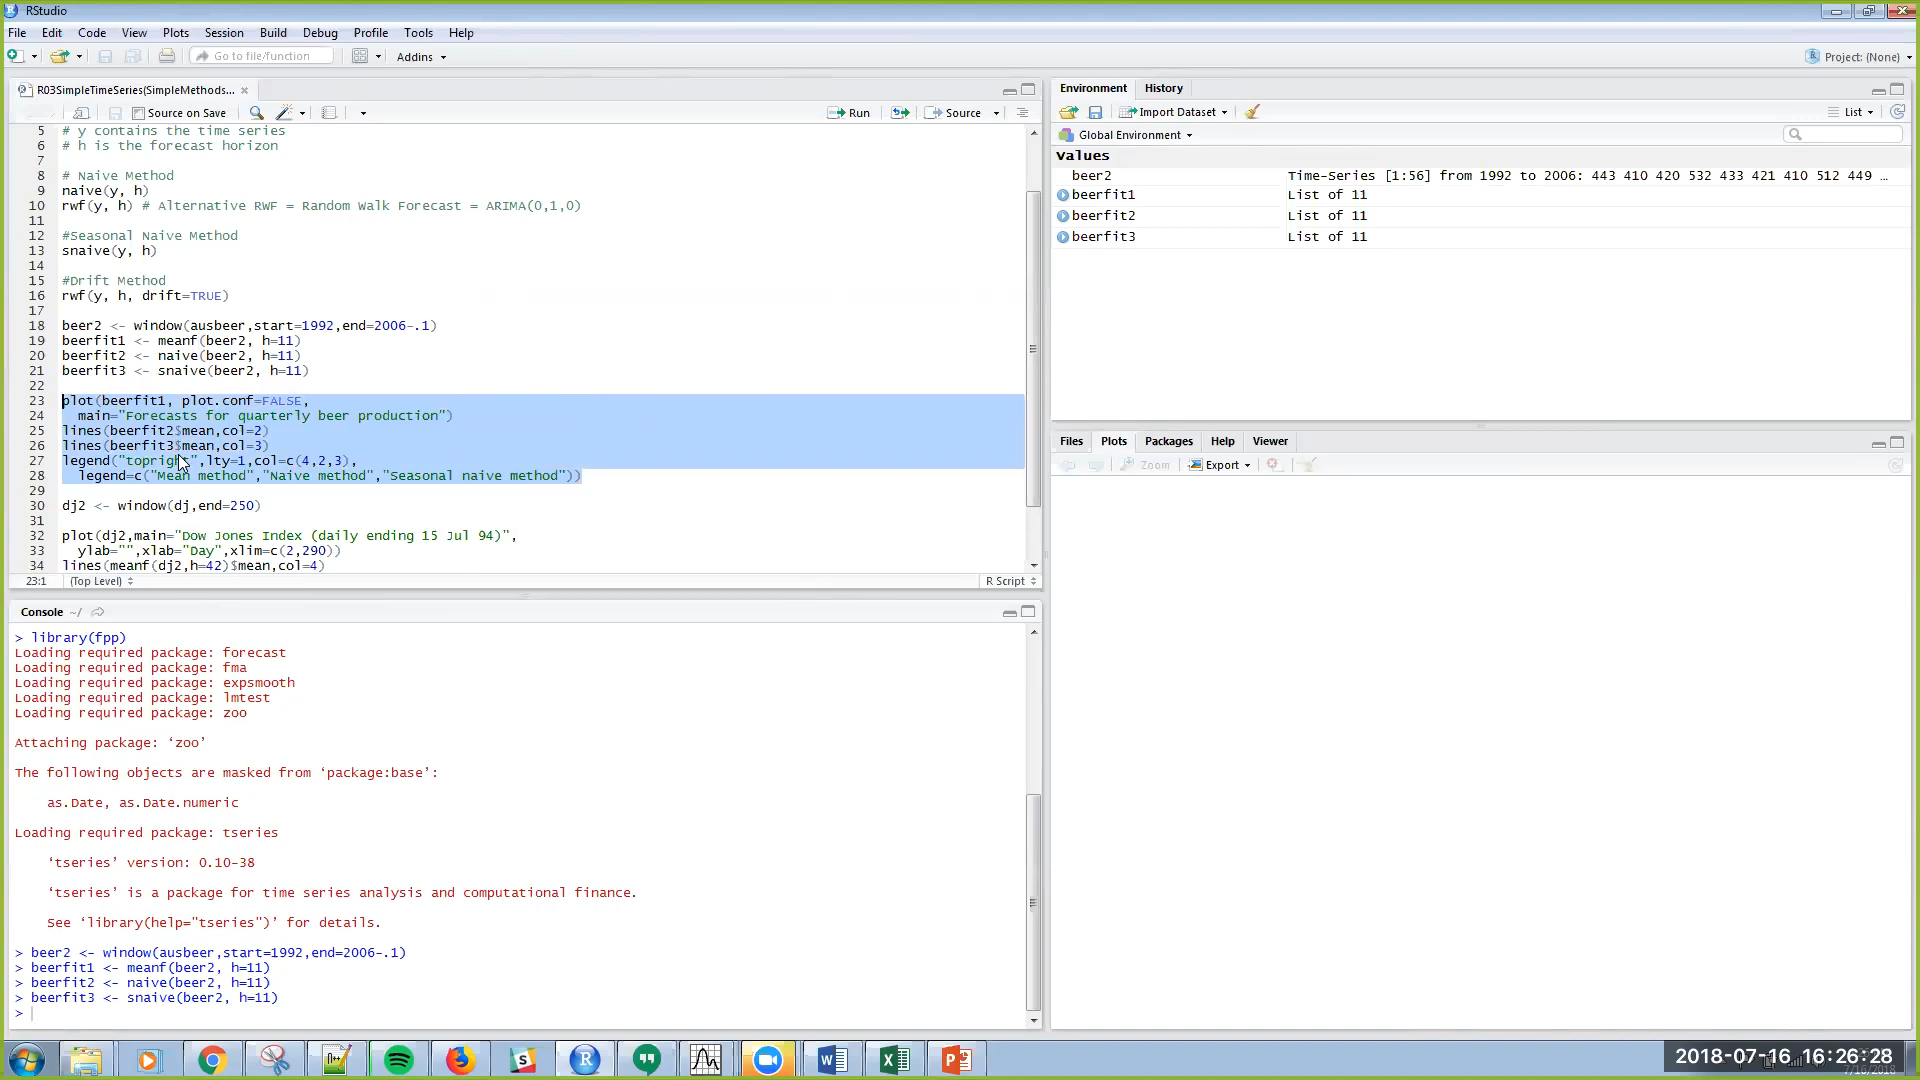 RStudio
File Edit Code View Plots Session Build Debug Profile Tools Help
Go to file/function Addins Project: (None)
R03SimpleTimeSeries(SimpleMethods...
Source on Save Run Source
5 # y contains the time series
6 # h is the forecast horizon
7
8 # Naive Method
9 naive(y, h)
10 rwf(y, h) # Alternative RWF = Random Walk Forecast = ARIMA(0,1,0)
11
12 #Seasonal Naive Method
13 snaive(y, h)
14
15 #Drift Method
16 rwf(y, h, drift=TRUE)
17
18 beer2 <- window(ausbeer,start=1992,end=2006-.1)
19 beerfit1 <- meanf(beer2, h=11)
20 beerfit2 <- naive(beer2, h=11)
21 beerfit3 <- snaive(beer2, h=11)
22
23 plot(beerfit1, plot.conf=FALSE,
24 main="Forecasts for quarterly beer production")
25 lines(beerfit2$mean,col=2)
26 lines(beerfit3$mean,col=3)
27 legend("topright",lty=1,col=c(4,2,3),
28 legend=c("Mean method","Naive method","Seasonal naive method"))
29
30 dj2 <- window(dj,end=250)
31
32 plot(dj2,main="Dow Jones Index (daily ending 15 Jul 94)",
33 ylab="",xlab="Day",xlim=c(2,290))
34 lines(meanf(dj2,h=42)$mean,col=4)
23:1 (Top Level) R Script
Console ~/
> library(fpp)
Loading required package: forecast
Loading required package: fma
Loading required package: expsmooth
Loading required package: lmtest
Loading required package: zoo
Attaching package: ‘zoo’
The following objects are masked from ‘package:base’:
as.Date, as.Date.numeric
Loading required package: tseries
‘tseries’ version: 0.10-38
‘tseries’ is a package for time series analysis and computational finance.
See ‘library(help="tseries")’ for details.
> beer2 <- window(ausbeer,start=1992,end=2006-.1)
> beerfit1 <- meanf(beer2, h=11)
> beerfit2 <- naive(beer2, h=11)
> beerfit3 <- snaive(beer2, h=11)
>
Environment History
Import Dataset List
Global Environment
Values
beer2 Time-Series [1:56] from 1992 to 2006: 443 410 420 532 433 421 410 512 449 …
beerfit1 List of 11
beerfit2 List of 11
beerfit3 List of 11
Files Plots Packages Help Viewer
Zoom Export
2018-07-16 16:26:28
7/16/2018